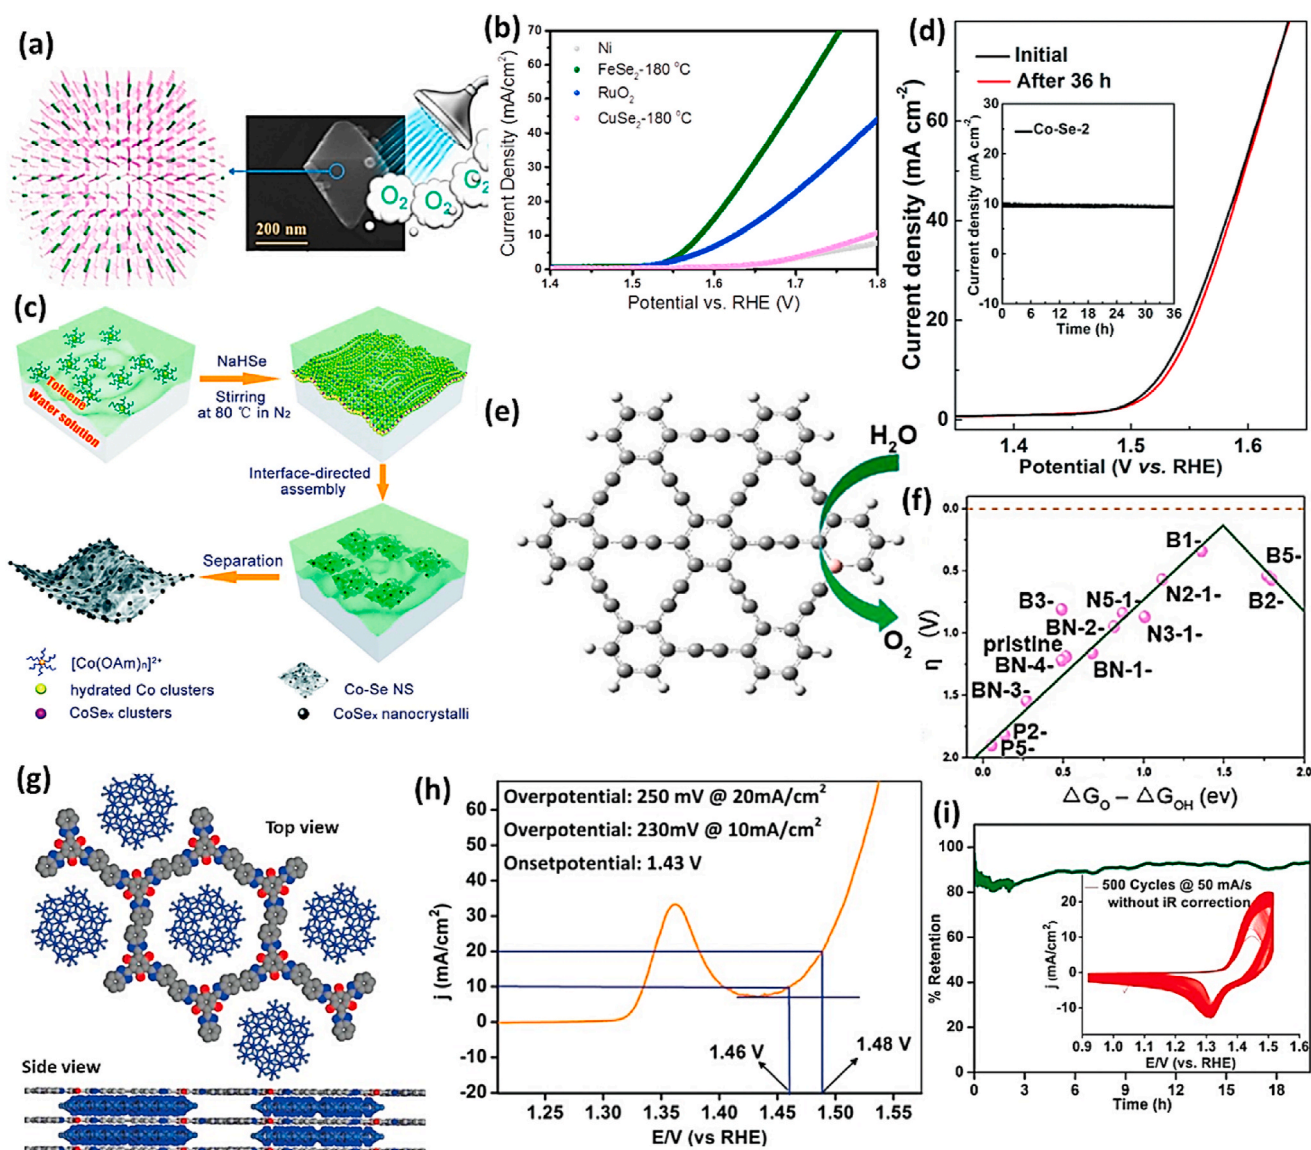 (a)
200 nm
O₂
O₂
O₂
(b)
Ni
FeSe₂-180 °C
RuO₂
CuSe₂-180 °C
Current Density (mA/cm²)
70
60
50
40
30
20
10
0
1.4
1.5
1.6
1.7
1.8
Potential vs. RHE (V)
(c)
Toluene
Water solution
NaHSe
Stirring
at 80 ℃ in N₂
Interface-directed
assembly
Separation
[Co(OAm)ₙ]²⁺
hydrated Co clusters
CoSeₓ clusters
Co-Se NS
CoSeₓ nanocrystalli
(d)
Initial
After 36 h
Current density (mA cm⁻²)
60
40
20
0
1.4
1.5
1.6
Potential (V vs. RHE)
Co-Se-2
Current density (mA cm⁻²)
30
20
10
0
-10
0
6
12
18
24
30
36
Time (h)
(e)
H₂O
O₂
(f)
η (V)
0.0
0.5
1.0
1.5
2.0
B1-
B5-
B2-
N2-1-
B3-
N5-1-
BN-2-
N3-1-
pristine
BN-4-
BN-1-
BN-3-
P2-
P5-
-0.0
0.5
1.0
1.5
2.0
△G_O − △G_OH (ev)
(g)
Top view
Side view
(h)
Overpotential: 250 mV @ 20mA/cm²
Overpotential: 230mV @ 10mA/cm²
Onsetpotential: 1.43 V
j (mA/cm²)
60
50
40
30
20
10
0
-10
-20
1.46 V
1.48 V
1.25
1.30
1.35
1.40
1.45
1.50
1.55
E/V (vs RHE)
(i)
% Retention
100
80
60
40
20
0
0
3
6
9
12
15
18
Time (h)
500 Cycles @ 50 mA/s
without iR correction
j (mA/cm²)
20
10
0
-10
0.9
1.0
1.1
1.2
1.3
1.4
1.5
1.6
E/V (vs. RHE)